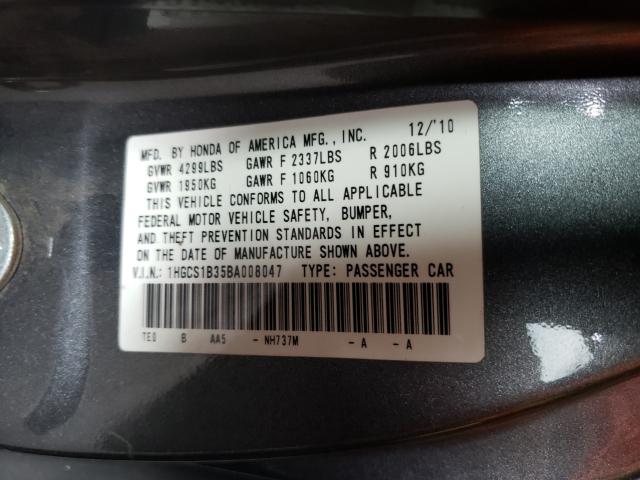 MFD. BY HONDA OF AMERICA MFG., INC. 12/'10
GVWR 4299LBS GAWR F 2337LBS R 2006LBS
GVWR 1950KG GAWR F 1060KG R 910KG
THIS VEHICLE CONFORMS TO ALL APPLICABLE
FEDERAL MOTOR VEHICLE SAFETY, BUMPER,
AND THEFT PREVENTION STANDARDS IN EFFECT
ON THE DATE OF MANUFACTURE SHOWN ABOVE.
V.I.N.: 1HGCS1B35BA008047 TYPE: PASSENGER CAR
TE0 B AA5 - NH737M - A - A